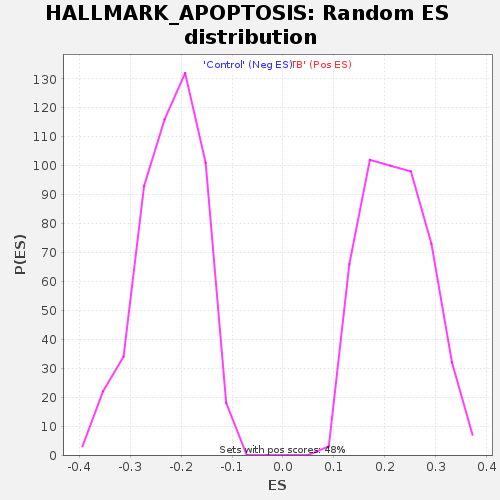 HALLMARK_APOPTOSIS: Random ES
distribution
'Control' (Neg ES)
TB' (Pos ES)
130
120
110
100
90
80
70
60
50
40
30
20
10
0
P(ES)
Sets with pos scores: 48%
-0.4 -0.3 -0.2 -0.1 0.0 0.1 0.2 0.3 0.4
ES